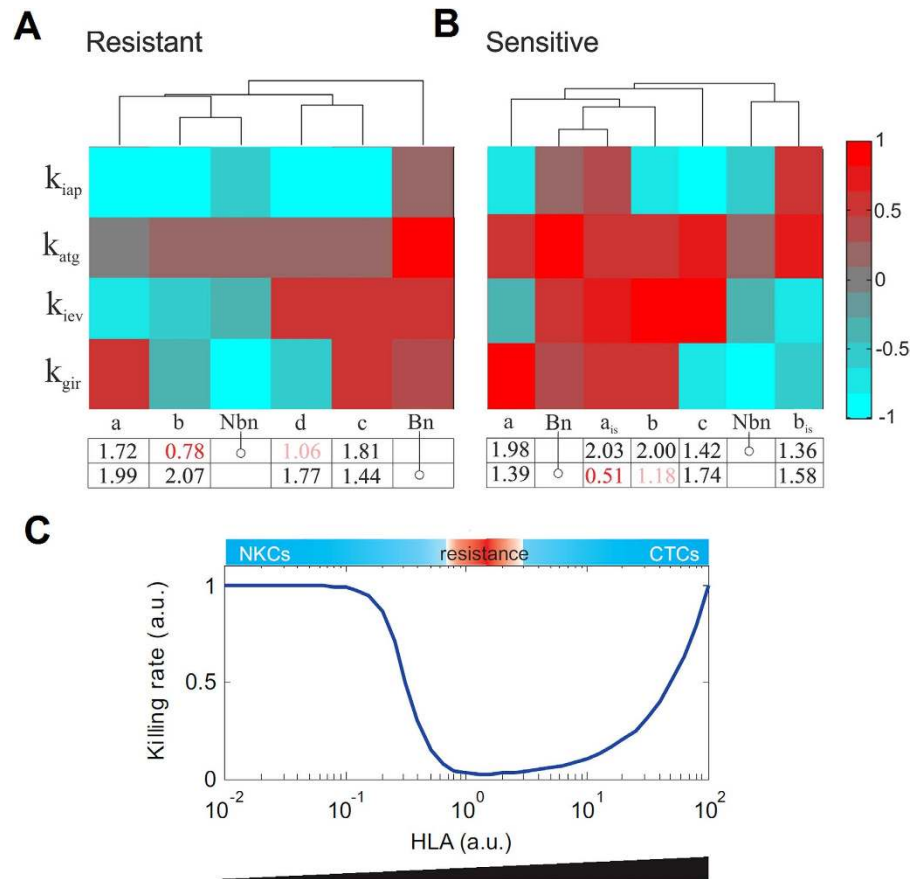 A
Resistant
B
Sensitive
k_iap
k_atg
k_iev
k_gir
1
0.5
0
-0.5
-1
a b Nbn d c Bn
1.72 0.78 1.06 1.81
1.99 2.07 1.77 1.44
a Bn a_is b c Nbn b_is
1.98 2.03 2.00 1.42 1.36
1.39 0.51 1.18 1.74 1.58
C
NKCs resistance CTCs
Killing rate (a.u.)
1
0.5
0
10^-2 10^-1 10^0 10^1 10^2
HLA (a.u.)